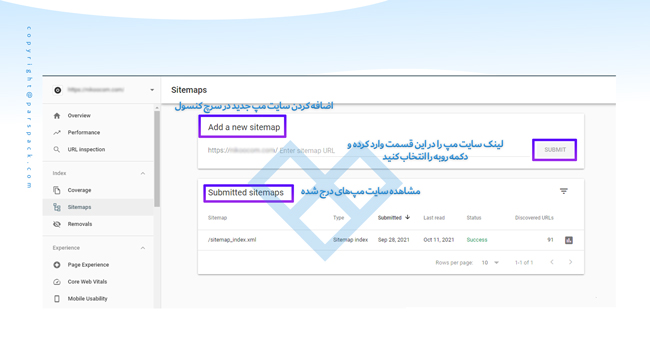 copyright@parspack.com
Sitemaps
اضافه کردن سایت مپ جدید در سرچ کنسول
Add a new sitemap
لینک سایت مپ را در این قسمت وارد کرده و
دکمه روبه را انتخاب کنید
https:// / Enter sitemap URL
SUBMIT
Overview
Performance
URL inspection
Index
Coverage
Sitemaps
Removals
Experience
Page Experience
Core Web Vitals
Mobile Usability
Submitted sitemaps
مشاهده سایت مپ‌های درج شده
Sitemap Type Submitted Last read Status Discovered URLs
/sitemap_index.xml Sitemap index Sep 28, 2021 Oct 11, 2021 Success 91
Rows per page: 10 1-1 of 1